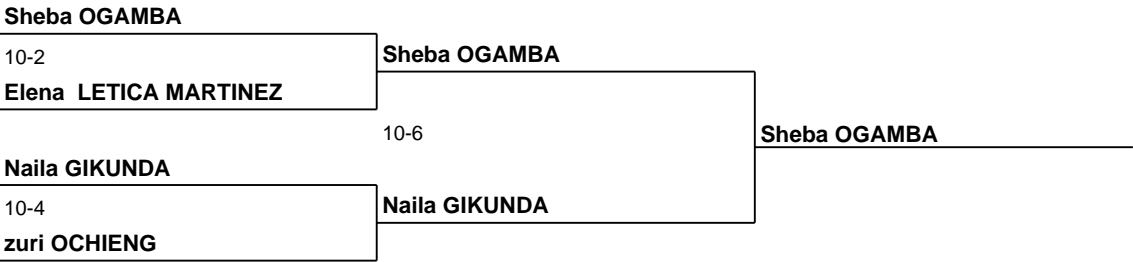 Sheba OGAMBA
10-2
Elena  LETICA MARTINEZ
Naila GIKUNDA
10-4
zuri OCHIENG
Sheba OGAMBA
10-6
Naila GIKUNDA
Sheba OGAMBA